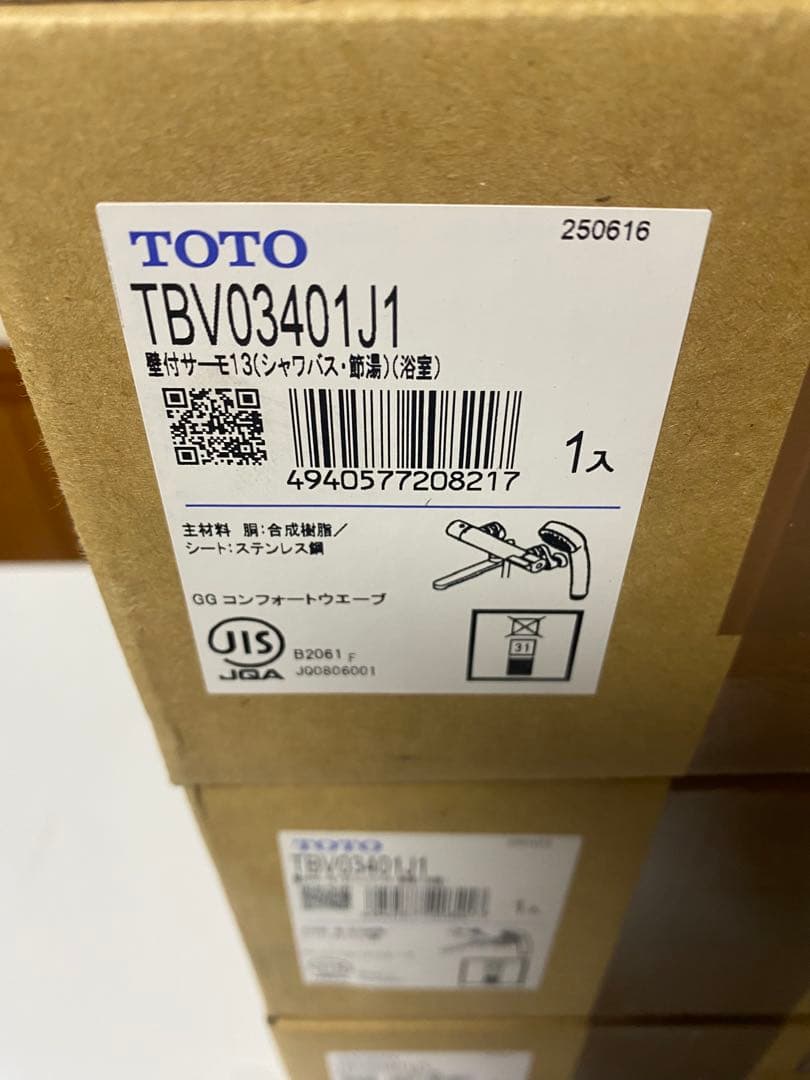 TOTO
250616
TBV03401J1
壁付サーモ13(シャワバス・節湯)(浴室)
4940577208217
1入
主材料 胴:合成樹脂/
シート:ステンレス鋼
GG コンフォートウエーブ
JIS
JQA
B2061 F
JQ0806001
31
TOTO
TBV03401J1